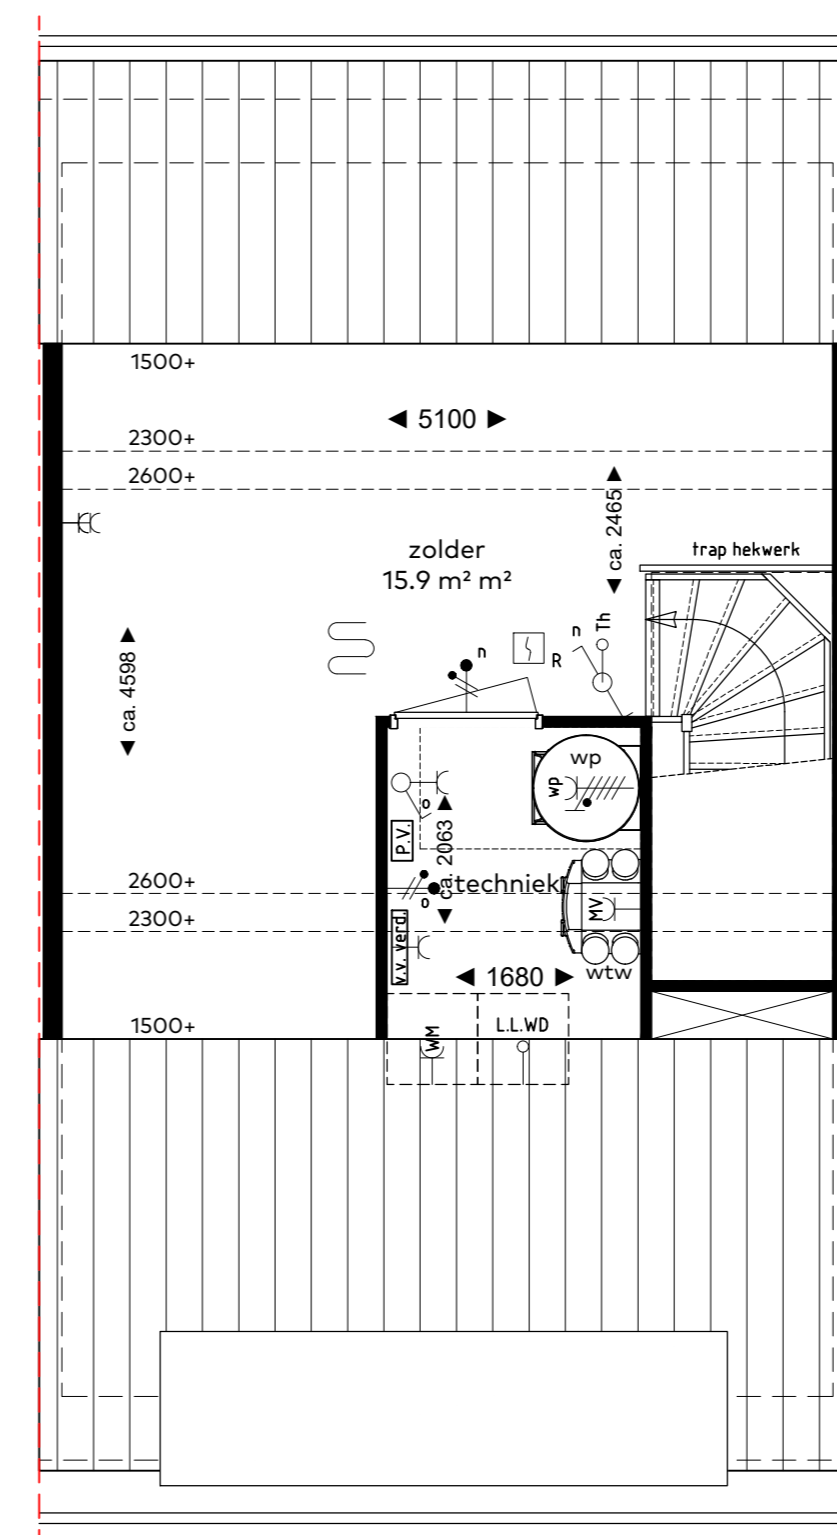 1500+
5100
2300+
2600+
ca. 2465
zolder
15.9 m² m²
trap hekwerk
ca. 4598
n
R
n
Th
wp
wp
o
P.V.
ca. 2063
2600+
techniek
o
MV
2300+
v.v. verd.
wtw
1680
1500+
WM
L.L.WD